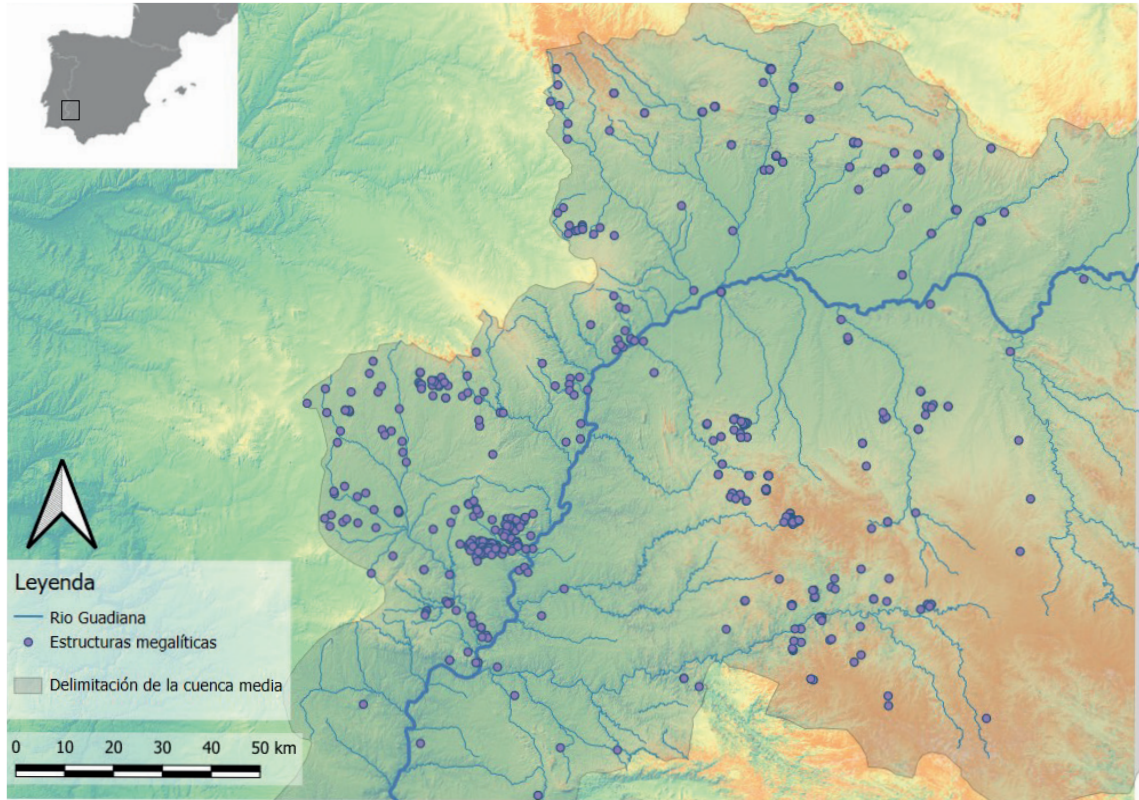 Leyenda
Rio Guadiana
Estructuras megalíticas
Delimitación de la cuenca media
0 10 20 30 40 50 km